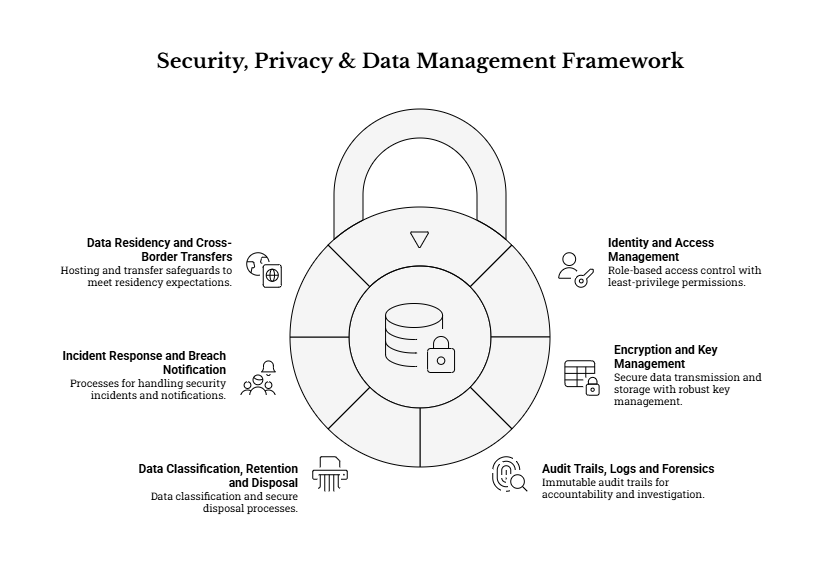 Security, Privacy & Data Management Framework
Data Residency and Cross-
Border Transfers
Hosting and transfer safeguards to
meet residency expectations.
Identity and Access
Management
Role-based access control with
least-privilege permissions.
Incident Response and Breach
Notification
Processes for handling security
incidents and notifications.
Encryption and Key
Management
Secure data transmission and
storage with robust key
management.
Data Classification, Retention
and Disposal
Data classification and secure
disposal processes.
Audit Trails, Logs and Forensics
Immutable audit trails for
accountability and investigation.